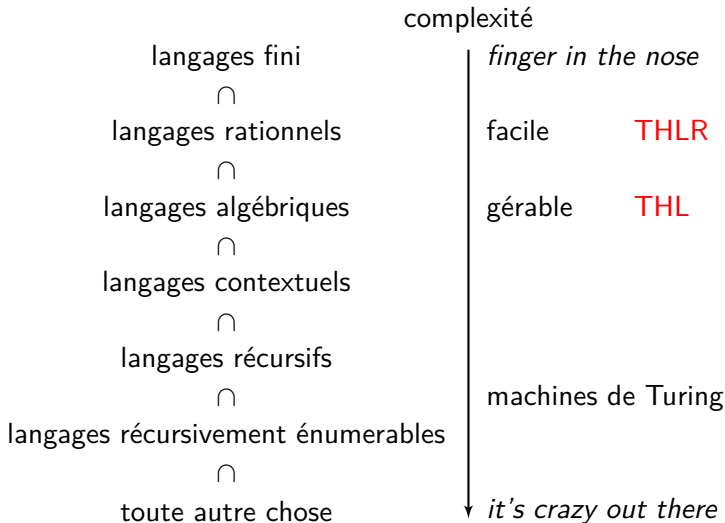 complexité
langages fini finger in the nose
∩
langages rationnels facile THLR
∩
langages algébriques gérable THL
∩
langages contextuels
∩
langages récursifs
∩ machines de Turing
langages récursivement énumerables
∩
toute autre chose it's crazy out there